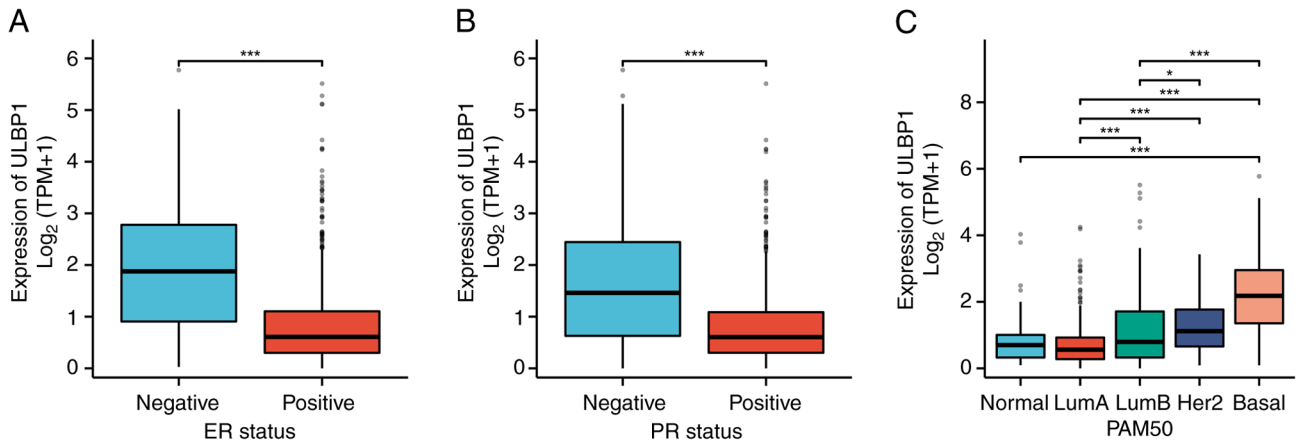 A
Expression of ULBP1
Log₂ (TPM+1)
6
5
4
3
2
1
0
***
Negative
Positive
ER status
B
Expression of ULBP1
Log₂ (TPM+1)
6
5
4
3
2
1
0
***
Negative
Positive
PR status
C
Expression of ULBP1
Log₂ (TPM+1)
8
6
4
2
0
***
*
***
***
***
***
Normal LumA LumB Her2 Basal
PAM50